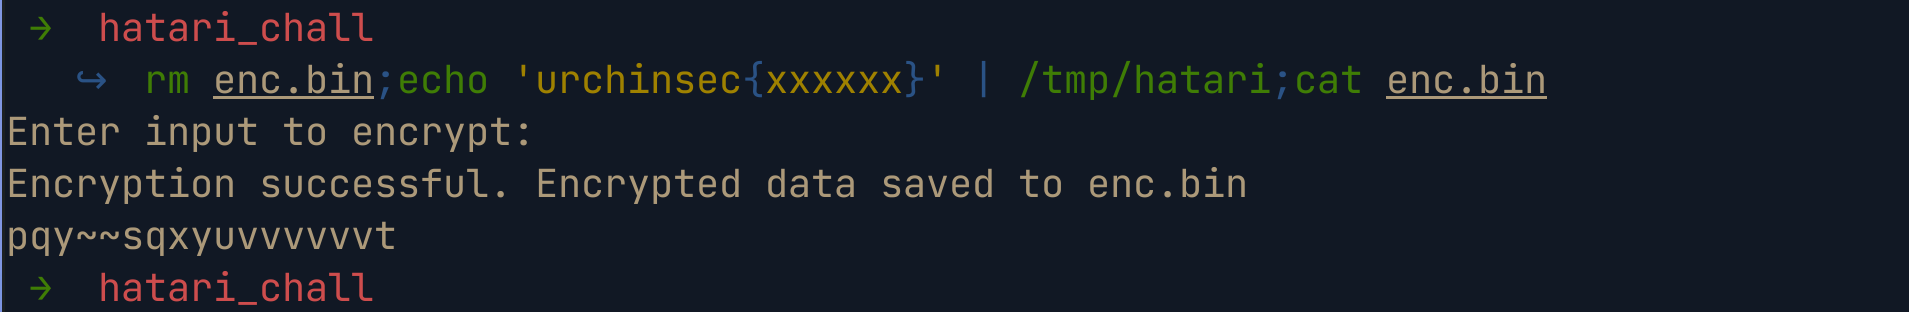 → hatari_chall
↪ rm enc.bin;echo 'urchinsec{xxxxxx}' | /tmp/hatari;cat enc.bin
Enter input to encrypt:
Encryption successful. Encrypted data saved to enc.bin
pqy~~sqxyuvvvvvvt
→ hatari_chall